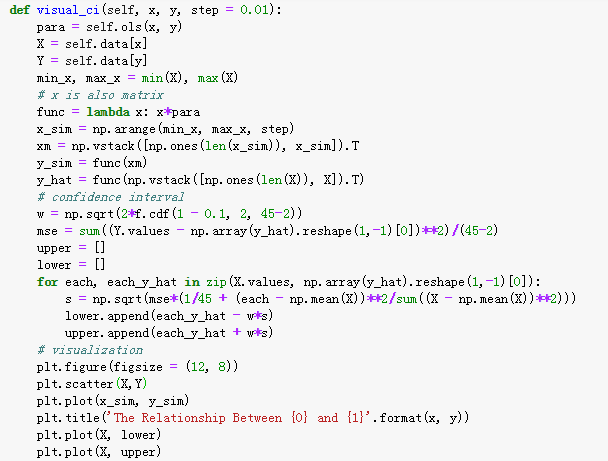 def visual_ci(self, x, y, step = 0.01):
    para = self.ols(x, y)
    X = self.data[x]
    Y = self.data[y]
    min_x, max_x = min(X), max(X)
    # x is also matrix
    func = lambda x: x*para
    x_sim = np.arange(min_x, max_x, step)
    xm = np.vstack([np.ones(len(x_sim)), x_sim]).T
    y_sim = func(xm)
    y_hat = func(np.vstack([np.ones(len(X)), X]).T)
    # confidence interval
    w = np.sqrt(2*f.cdf(1 - 0.1, 2, 45-2))
    mse = sum((Y.values - np.array(y_hat).reshape(1,-1)[0])**2)/(45-2)
    upper = []
    lower = []
    for each, each_y_hat in zip(X.values, np.array(y_hat).reshape(1,-1)[0]):
        s = np.sqrt(mse*(1/45 + (each - np.mean(X))**2/sum((X - np.mean(X))**2)))
        lower.append(each_y_hat - w*s)
        upper.append(each_y_hat + w*s)
    # visualization
    plt.figure(figsize = (12, 8))
    plt.scatter(X,Y)
    plt.plot(x_sim, y_sim)
    plt.title('The Relationship Between {0} and {1}'.format(x, y))
    plt.plot(X, lower)
    plt.plot(X, upper)